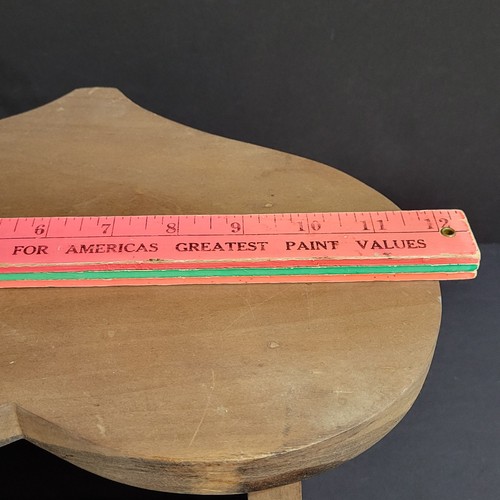 6 7 8 9 10 11 12
FOR AMERICAS GREATEST PAINT VALUES